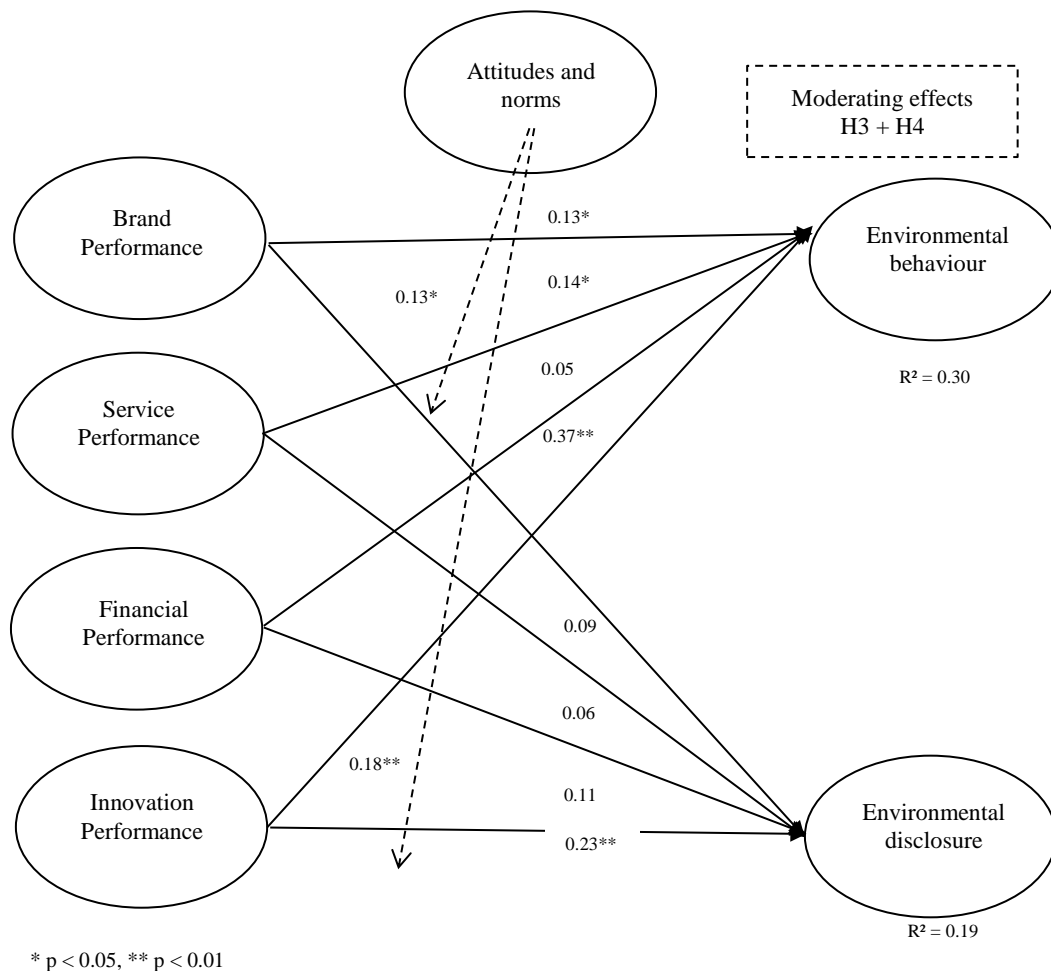 Attitudes and
norms
Moderating effects
H3 + H4
Brand
Performance
0.13*
Environmental
behaviour
0.13*
0.14*
0.05
R² = 0.30
Service
Performance
0.37**
Financial
Performance
0.09
0.06
0.18**
Innovation
Performance
0.11
0.23**
Environmental
disclosure
R² = 0.19
* p < 0.05, ** p < 0.01